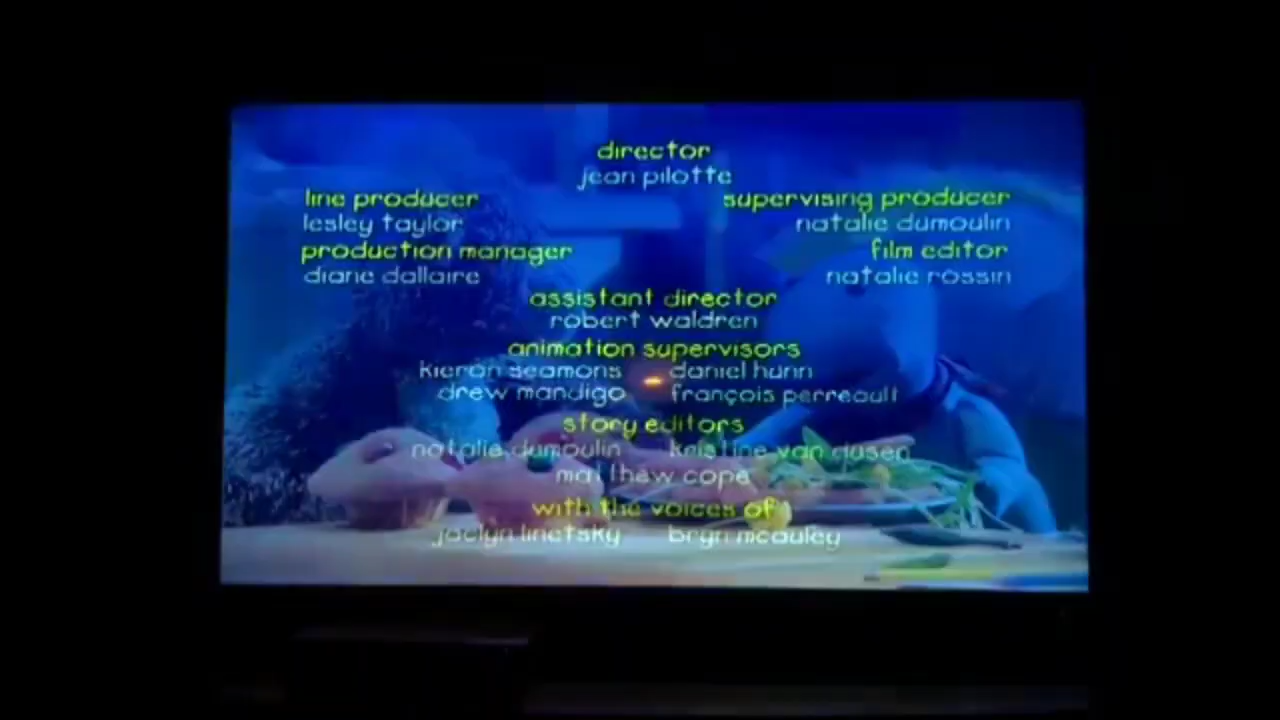 director
jean pilotte
line producer supervising producer
lesley taylor natalie dumoulin
production manager film editor
diane dallaire natalie rossin
assistant director
robert waldren
animation supervisors
kieran seamons daniel hunn
drew mandigo françois perreault
story editors
natalie dumoulin kristine van dusen
matthew cope
with the voices of
jaclyn linetsky bryn mcauley